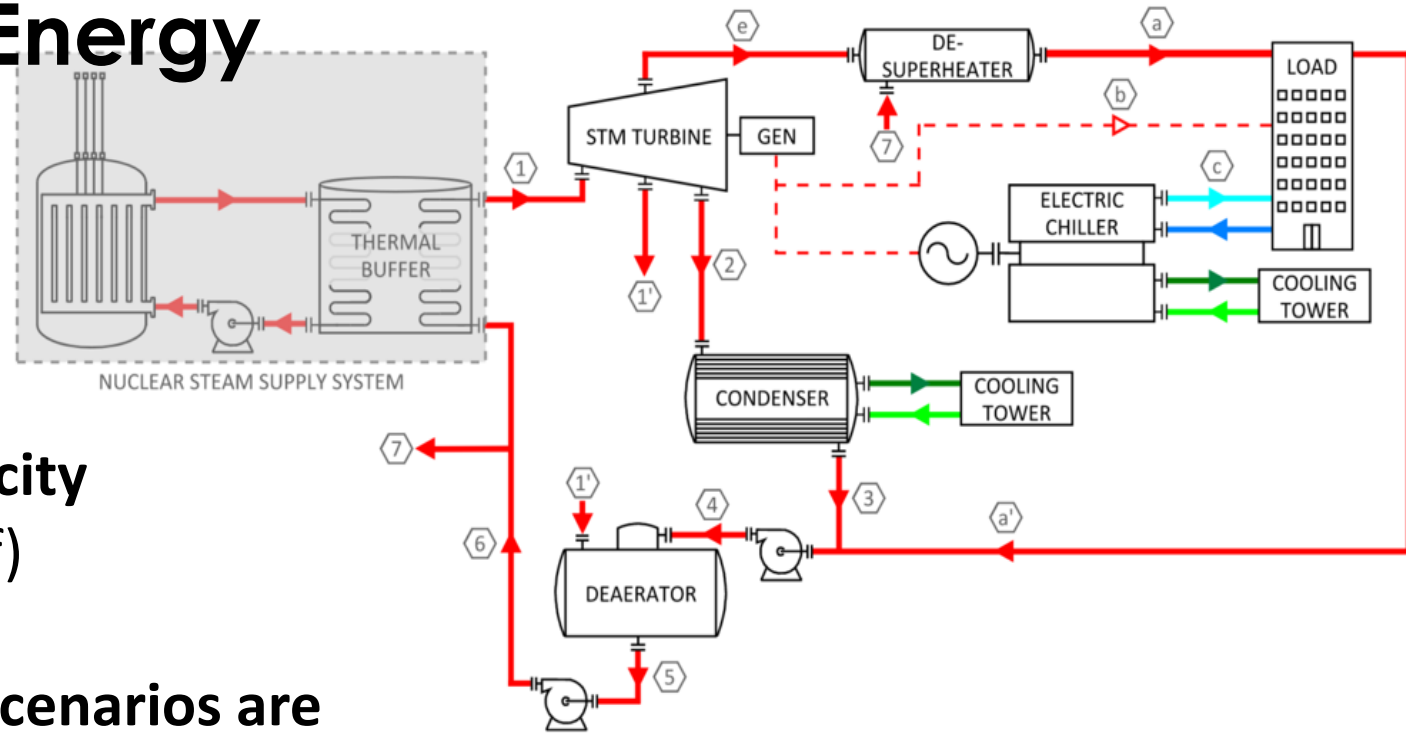 Energy
e
DE-
SUPERHEATER
a
LOAD
b
STM TURBINE
GEN
7
1
c
ELECTRIC
CHILLER
THERMAL
BUFFER
2
1'
COOLING
TOWER
NUCLEAR STEAM SUPPLY SYSTEM
CONDENSER
COOLING
TOWER
7
city
1'
4
3
a'
f)
6
DEAERATOR
5
cenarios are